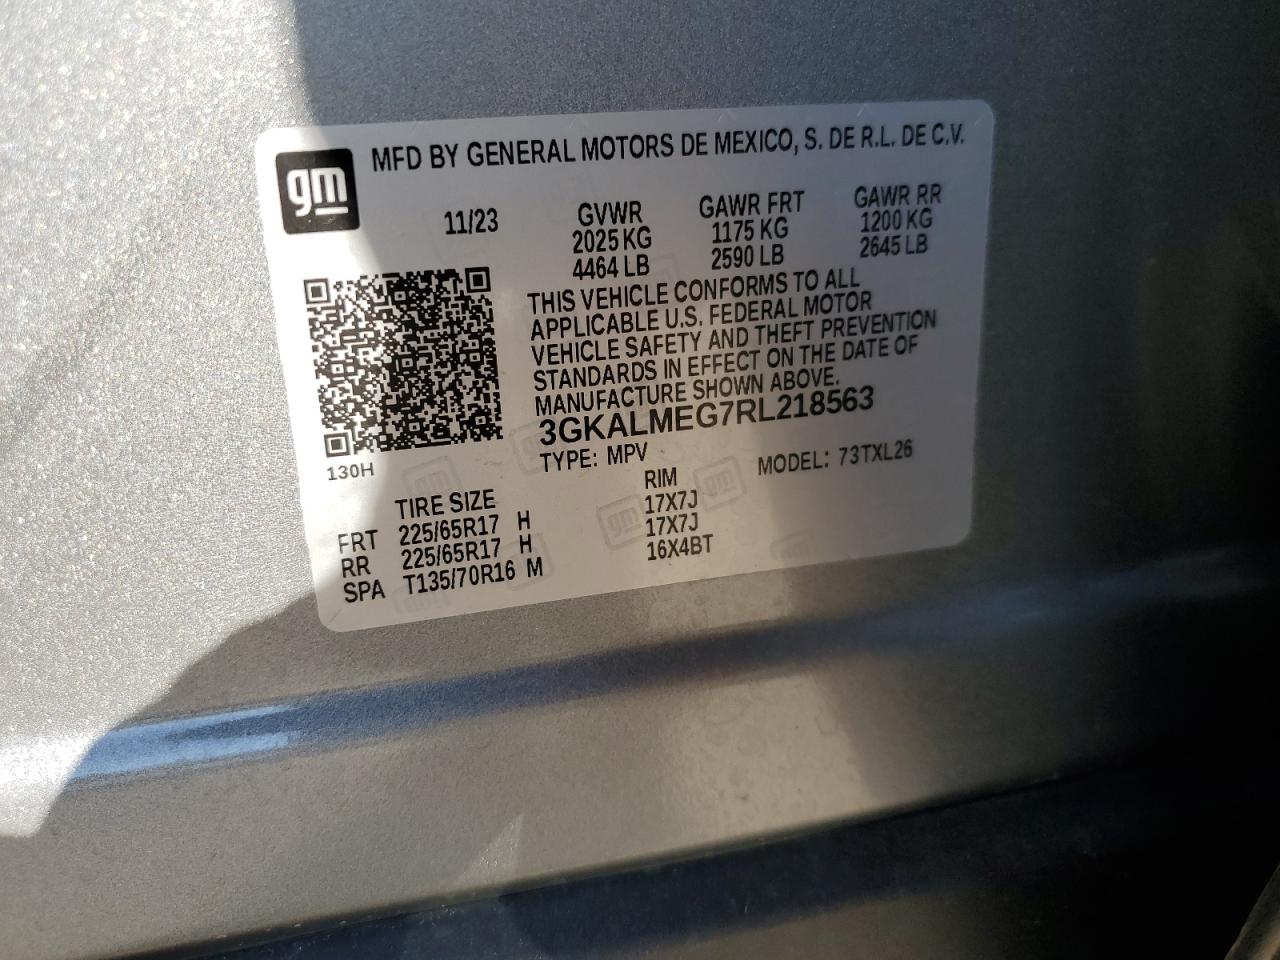 gm
MFD BY GENERAL MOTORS DE MEXICO, S. DE R.L. DE C.V.
11/23 GVWR GAWR FRT GAWR RR
2025 KG 1175 KG 1200 KG
4464 LB 2590 LB 2645 LB
THIS VEHICLE CONFORMS TO ALL
APPLICABLE U.S. FEDERAL MOTOR
VEHICLE SAFETY AND THEFT PREVENTION
STANDARDS IN EFFECT ON THE DATE OF
MANUFACTURE SHOWN ABOVE.
3GKALMEG7RL218563
130H TYPE: MPV MODEL: 73TXL26
TIRE SIZE RIM
FRT 225/65R17 H 17X7J
RR 225/65R17 H 17X7J
SPA T135/70R16 M 16X4BT